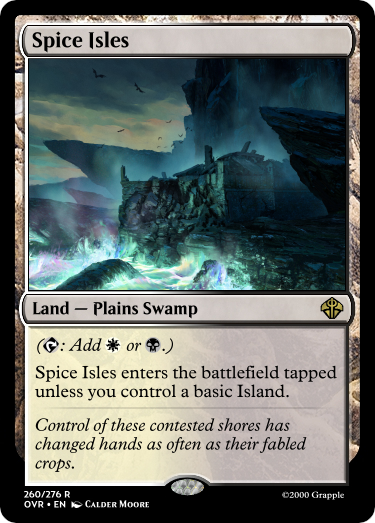 Spice Isles
Land — Plains Swamp
(: Add or .)
Spice Isles enters the battlefield tapped
unless you control a basic Island.
Control of these contested shores has
changed hands as often as their fabled
crops.
260/276 R
OVR • EN Calder Moore
©2000 Grapple